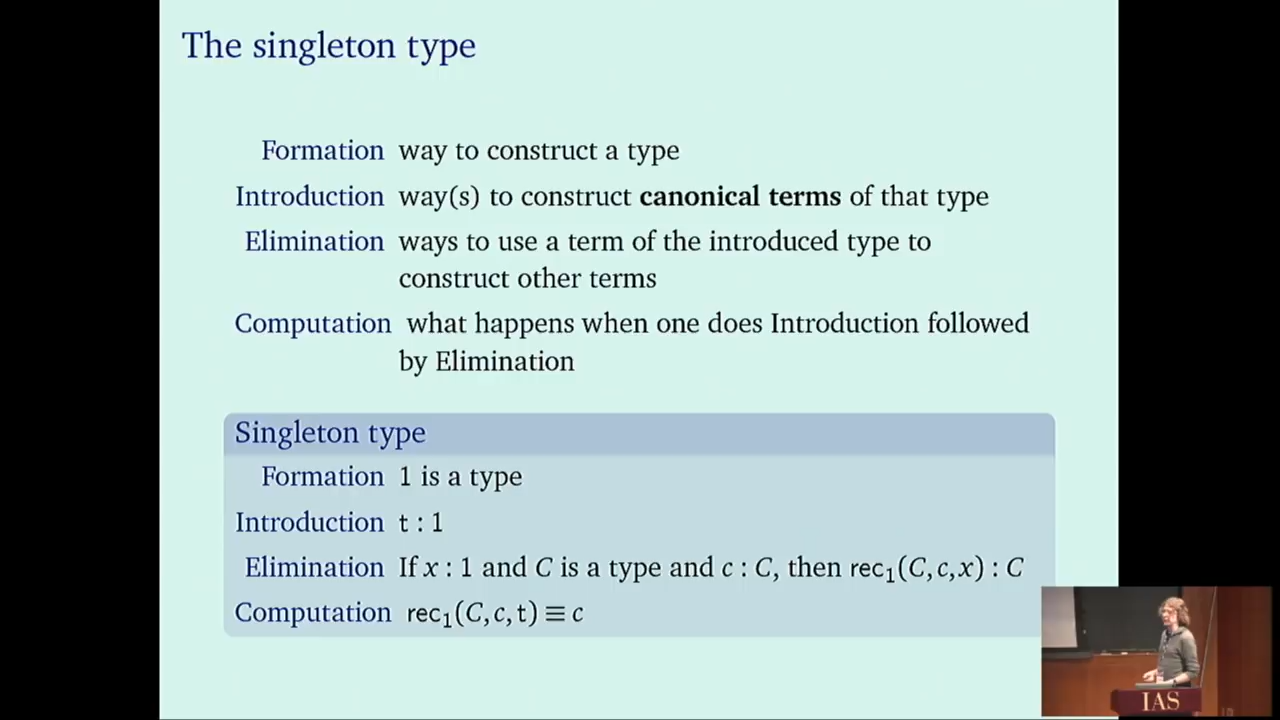 The singleton type
Formation way to construct a type
Introduction way(s) to construct canonical terms of that type
Elimination ways to use a term of the introduced type to
construct other terms
Computation what happens when one does Introduction followed
by Elimination
Singleton type
Formation 1 is a type
Introduction t : 1
Elimination If x : 1 and C is a type and c : C, then rec₁(C, c, x) : C
Computation rec₁(C, c, t) ≡ c
IAS